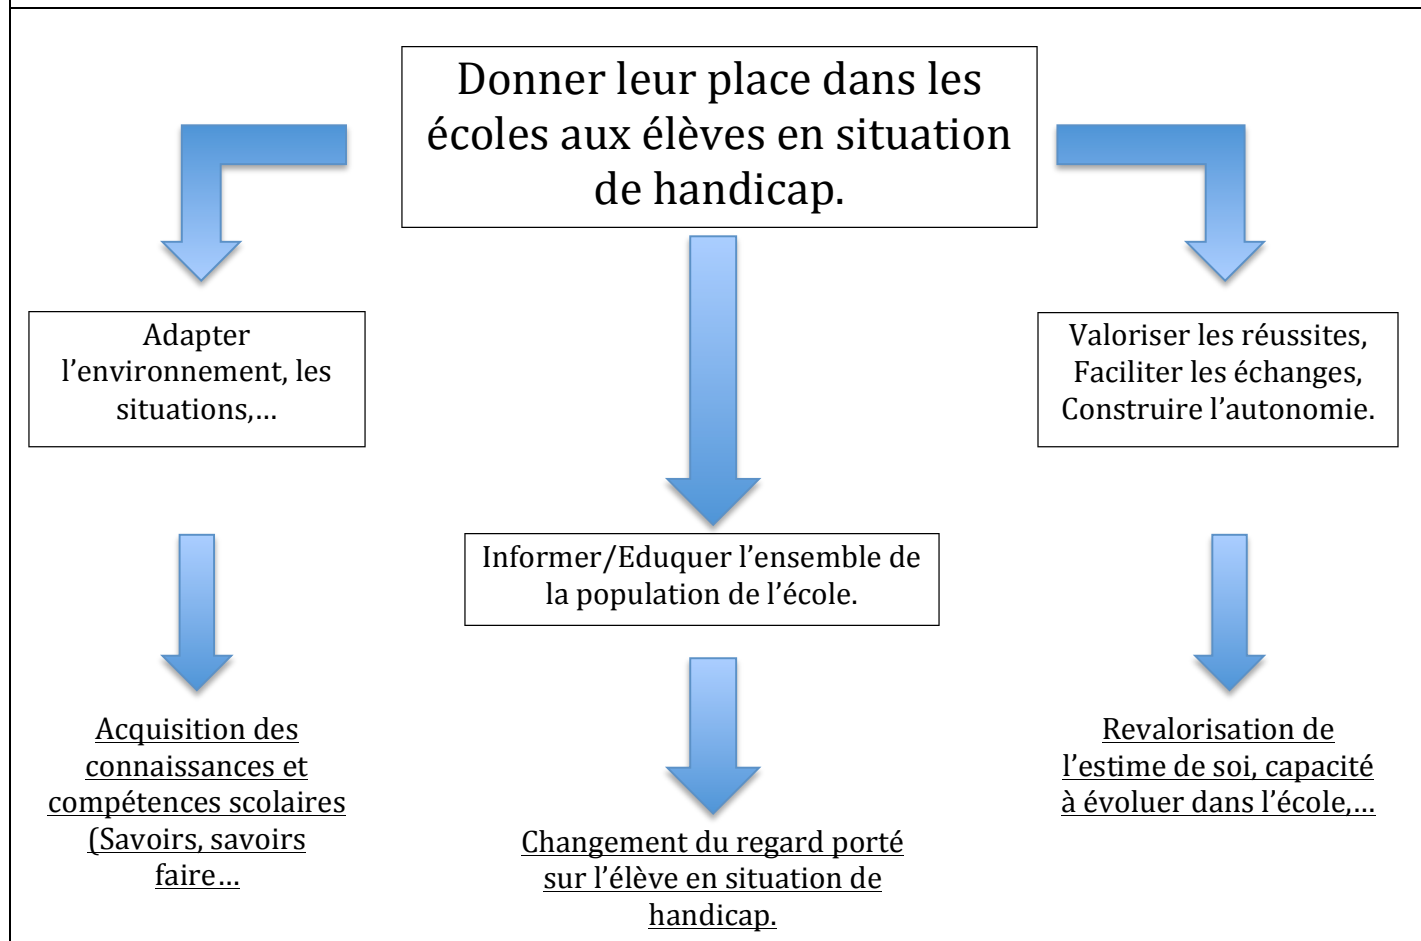 Donner leur place dans les
écoles aux élèves en situation
de handicap.
Adapter
l’environnement, les
situations,…
Valoriser les réussites,
Faciliter les échanges,
Construire l’autonomie.
Informer/Eduquer l’ensemble de
la population de l’école.
Acquisition des
connaissances et
compétences scolaires
(Savoirs, savoirs
faire…
Changement du regard porté
sur l’élève en situation de
handicap.
Revalorisation de
l’estime de soi, capacité
à évoluer dans l’école,…